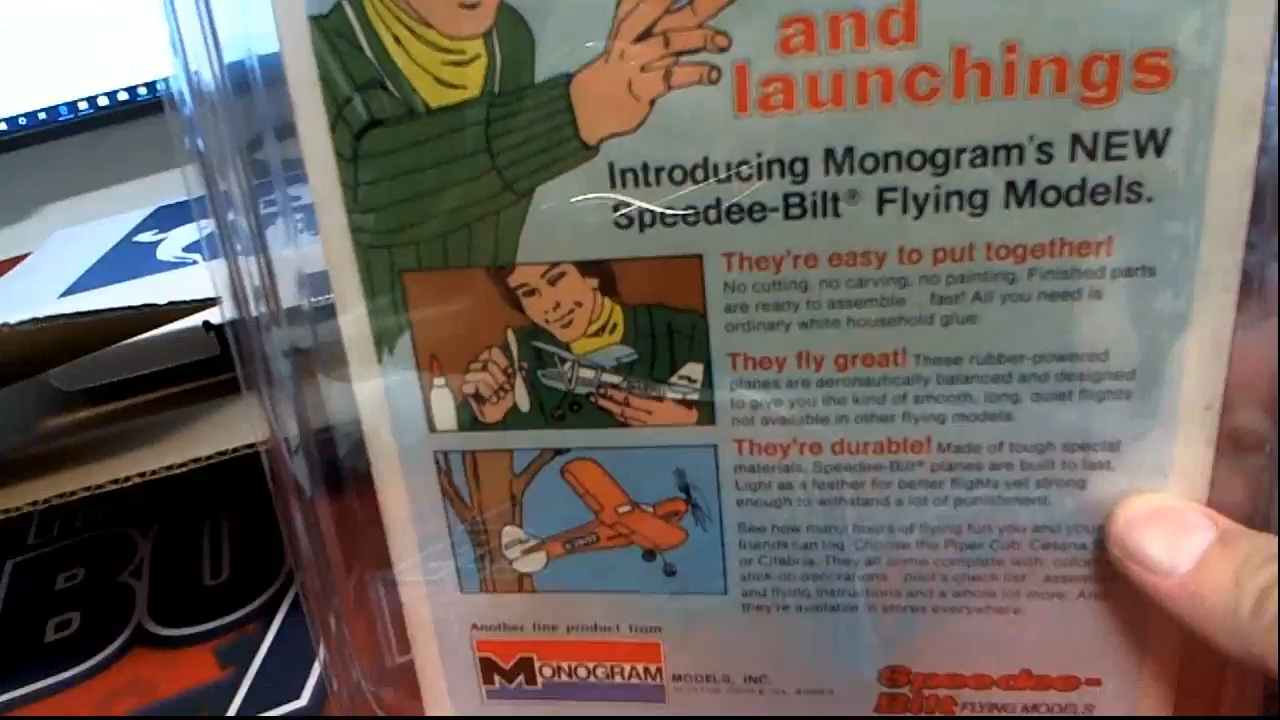 and
launchings
Introducing Monogram's NEW
Speedee-Bilt® Flying Models.
They're easy to put together!
No cutting, no carving, no painting. Finished parts
are ready to assemble fast! All you need is
ordinary white household glue.
They fly great! These rubber-powered
planes are aeronautically balanced and designed
to give you the kind of smooth, long, quiet flights
not available in other flying models.
They're durable! Made of tough special
materials, Speedee-Bilt® planes are built to last.
Light as a feather for better flights yet strong
enough to withstand a lot of punishment.
See how many hours of flying fun you and your
friends can log. Choose the Piper Cub, Cessna
or Citabria. They all come complete with
stick-on decorations, pilot's check list,
and flying instructions and a whole lot more.
they're available in stores everywhere.
Another fine product from
MONOGRAM MODELS, INC.
Speedee-
Bilt FLYING MODELS
BU